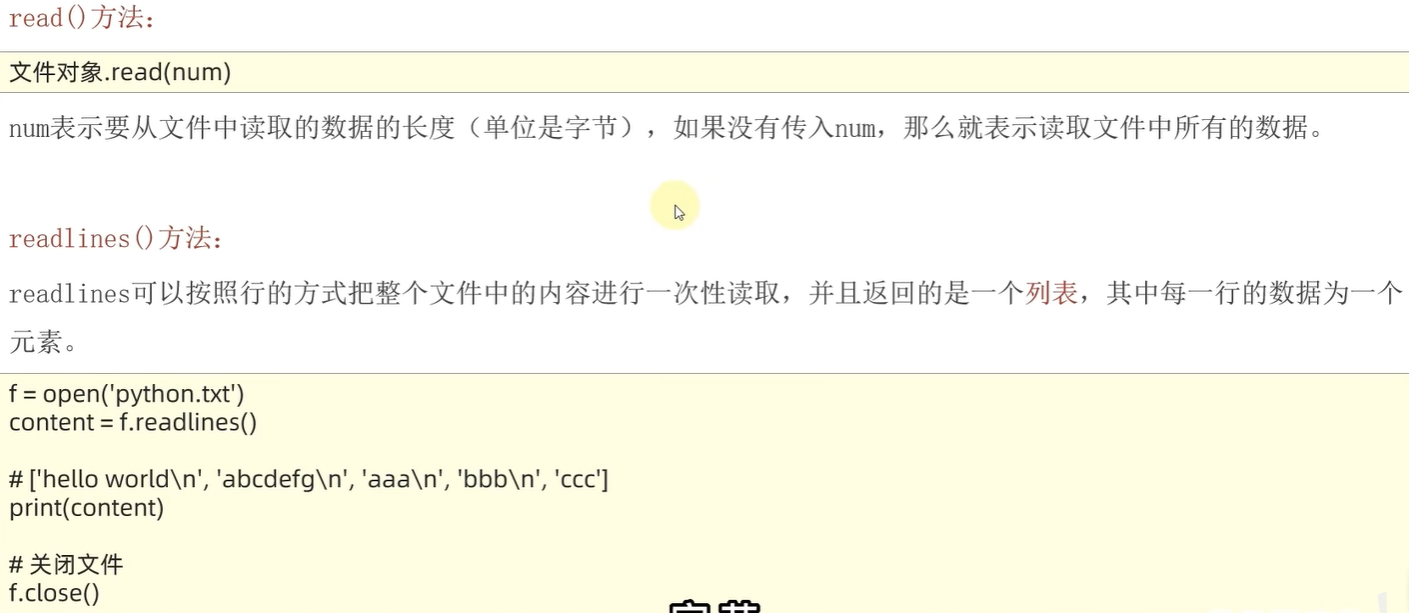 read()方法：
文件对象.read(num)
num表示要从文件中读取的数据的长度（单位是字节），如果没有传入num，那么就表示读取文件中所有的数据。
readlines()方法：
readlines可以按照行的方式把整个文件中的内容进行一次性读取，并且返回的是一个列表，其中每一行的数据为一个
元素。
f = open('python.txt')
content = f.readlines()
# ['hello world\n', 'abcdefg\n', 'aaa\n', 'bbb\n', 'ccc']
print(content)
# 关闭文件
f.close()